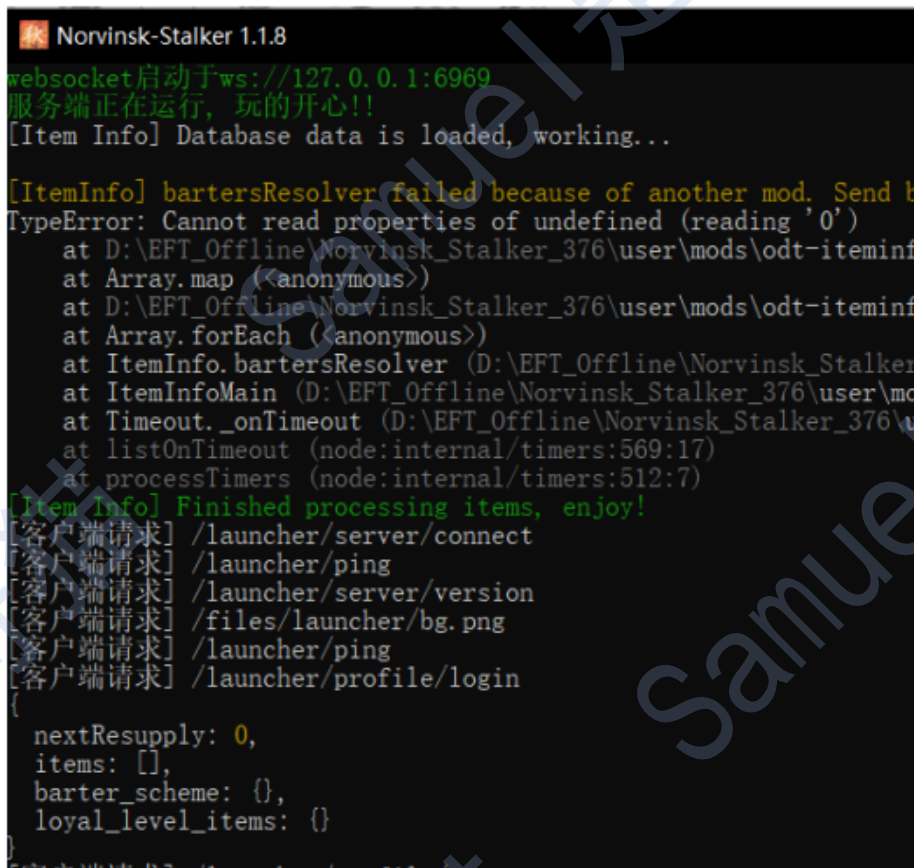 Norvinsk-Stalker 1.1.8
websocket启动于ws://127.0.0.1:6969
服务端正在运行, 玩的开心!!
[Item Info] Database data is loaded, working...
[ItemInfo] bartersResolver failed because of another mod. Send b
TypeError: Cannot read properties of undefined (reading '0')
at D:\EFT_Offline\Norvinsk_Stalker_376\user\mods\odt-iteminf
at Array.map (<anonymous>)
at D:\EFT_Offline\Norvinsk_Stalker_376\user\mods\odt-iteminf
at Array.forEach (<anonymous>)
at ItemInfo.bartersResolver (D:\EFT_Offline\Norvinsk_Stalker
at ItemInfoMain (D:\EFT_Offline\Norvinsk_Stalker_376\user\mo
at Timeout._onTimeout (D:\EFT_Offline\Norvinsk_Stalker_376\u
at listOnTimeout (node:internal/timers:569:17)
at processTimers (node:internal/timers:512:7)
[Item Info] Finished processing items, enjoy!
[客户端请求] /launcher/server/connect
[客户端请求] /launcher/ping
[客户端请求] /launcher/server/version
[客户端请求] /files/launcher/bg.png
[客户端请求] /launcher/ping
[客户端请求] /launcher/profile/login
{
nextResupply: 0,
items: [],
barter_scheme: {},
loyal_level_items: {}
}
Samuel
Samue